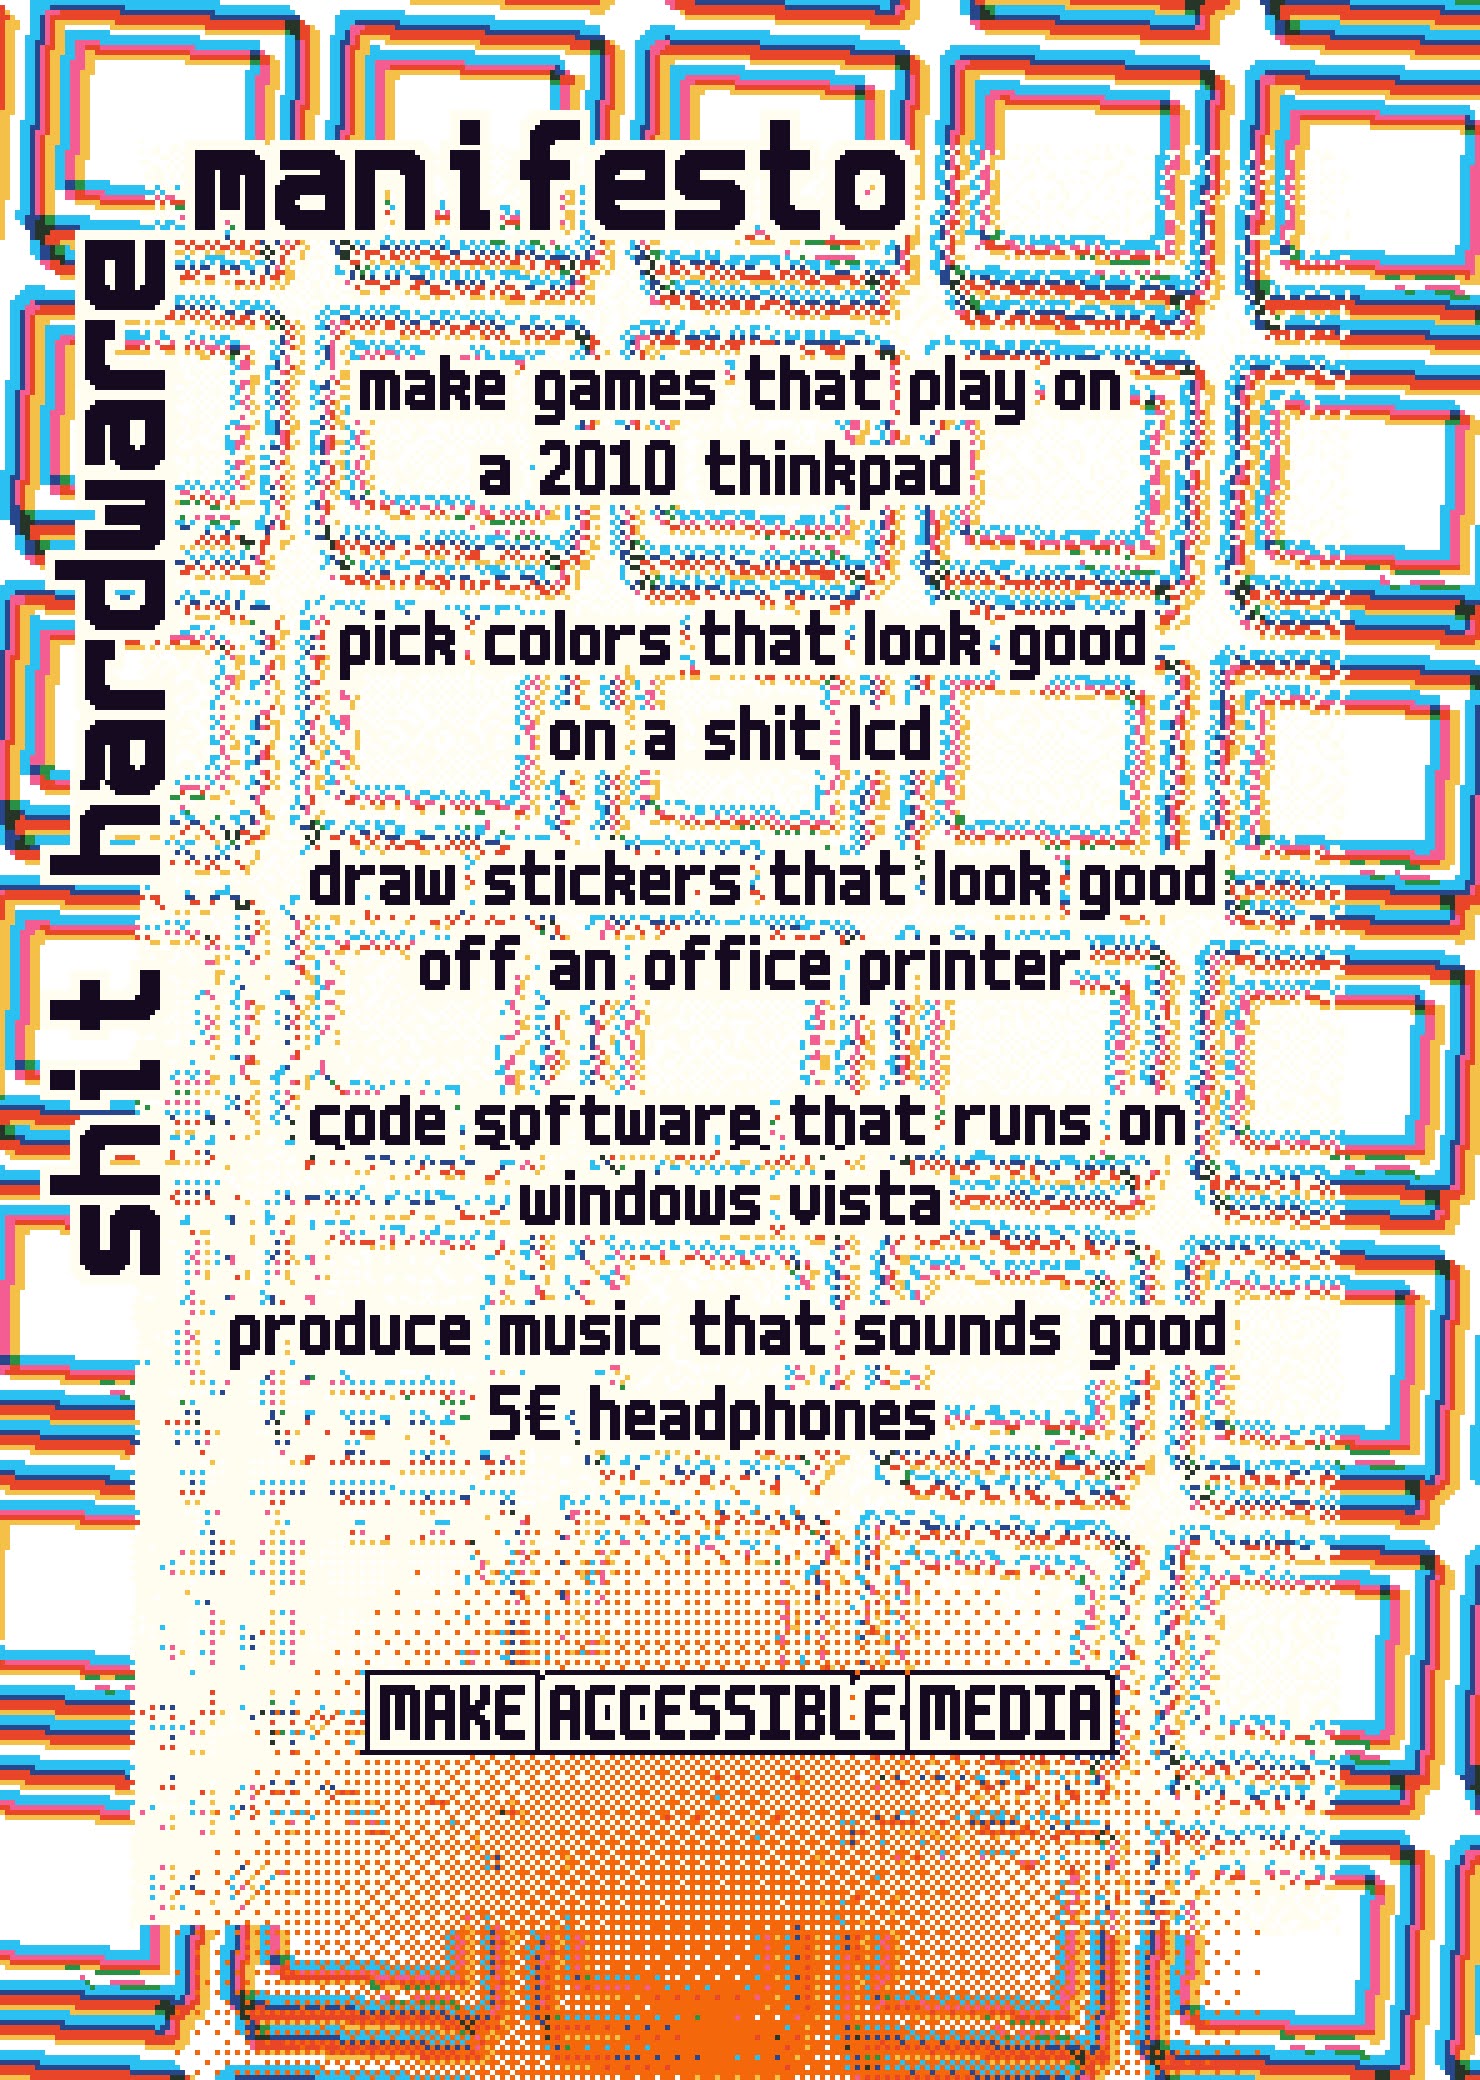 shit hardware
manifesto
make games that play on
a 2010 thinkpad
pick colors that look good
on a shit lcd
draw stickers that look good
off an office printer
code software that runs on
windows vista
produce music that sounds good
5€ headphones
MAKE ACCESSIBLE MEDIA